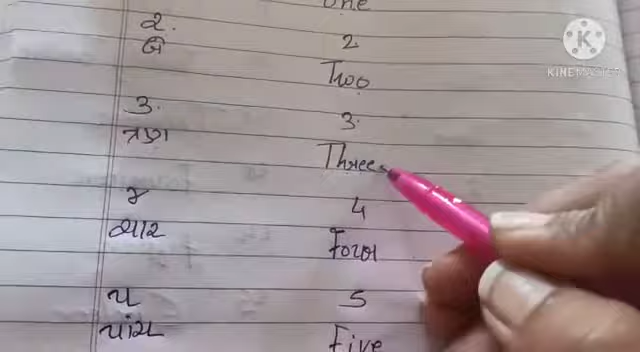 One
૨.
2
બે
Two
૩.
3.
ત્રણ
Three
૪
4
ચાર
Four
૫
5
પાંચ
Five
KINEMASTER